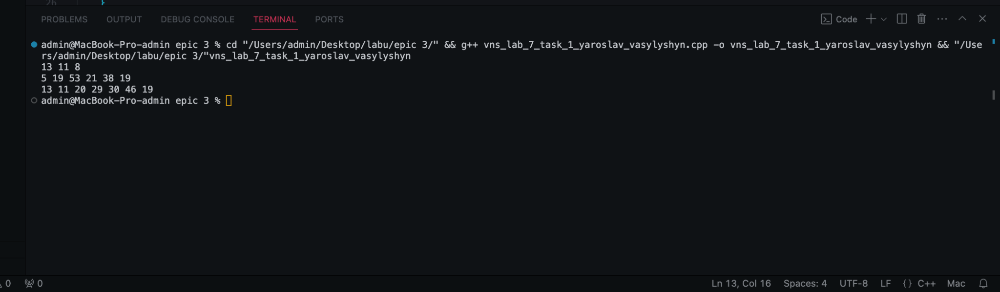 26 }
PROBLEMS OUTPUT DEBUG CONSOLE TERMINAL PORTS Code
admin@MacBook-Pro-admin epic 3 % cd "/Users/admin/Desktop/labu/epic 3/" && g++ vns_lab_7_task_1_yaroslav_vasylyshyn.cpp -o vns_lab_7_task_1_yaroslav_vasylyshyn && "/Use
rs/admin/Desktop/labu/epic 3/"vns_lab_7_task_1_yaroslav_vasylyshyn
13 11 8
5 19 53 21 38 19
13 11 20 29 30 46 19
admin@MacBook-Pro-admin epic 3 %
0 0 Ln 13, Col 16 Spaces: 4 UTF-8 LF {} C++ Mac